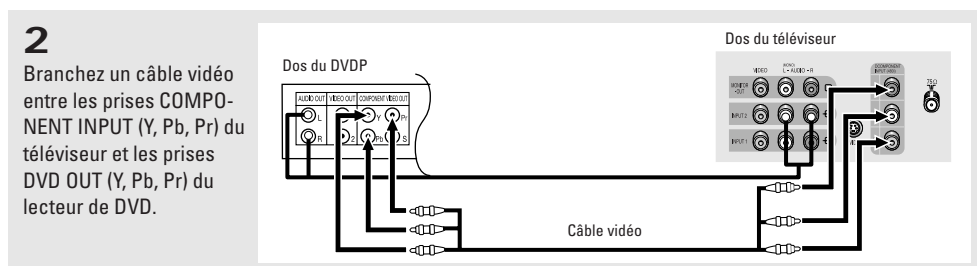 2
Branchez un câble vidéo
entre les prises COMPO-
NENT INPUT (Y, Pb, Pr) du
téléviseur et les prises
DVD OUT (Y, Pb, Pr) du
lecteur de DVD.
Dos du DVDP
AUDIO OUT VIDEO OUT COMPONENT VIDEO OUT
L Y Pr
R 2 Pb S
Câble vidéo
Dos du téléviseur
VIDEO
L - AUDIO - R
COMPONENT
75Ω
MONITOR
-OUT
INPUT 2
INPUT 1